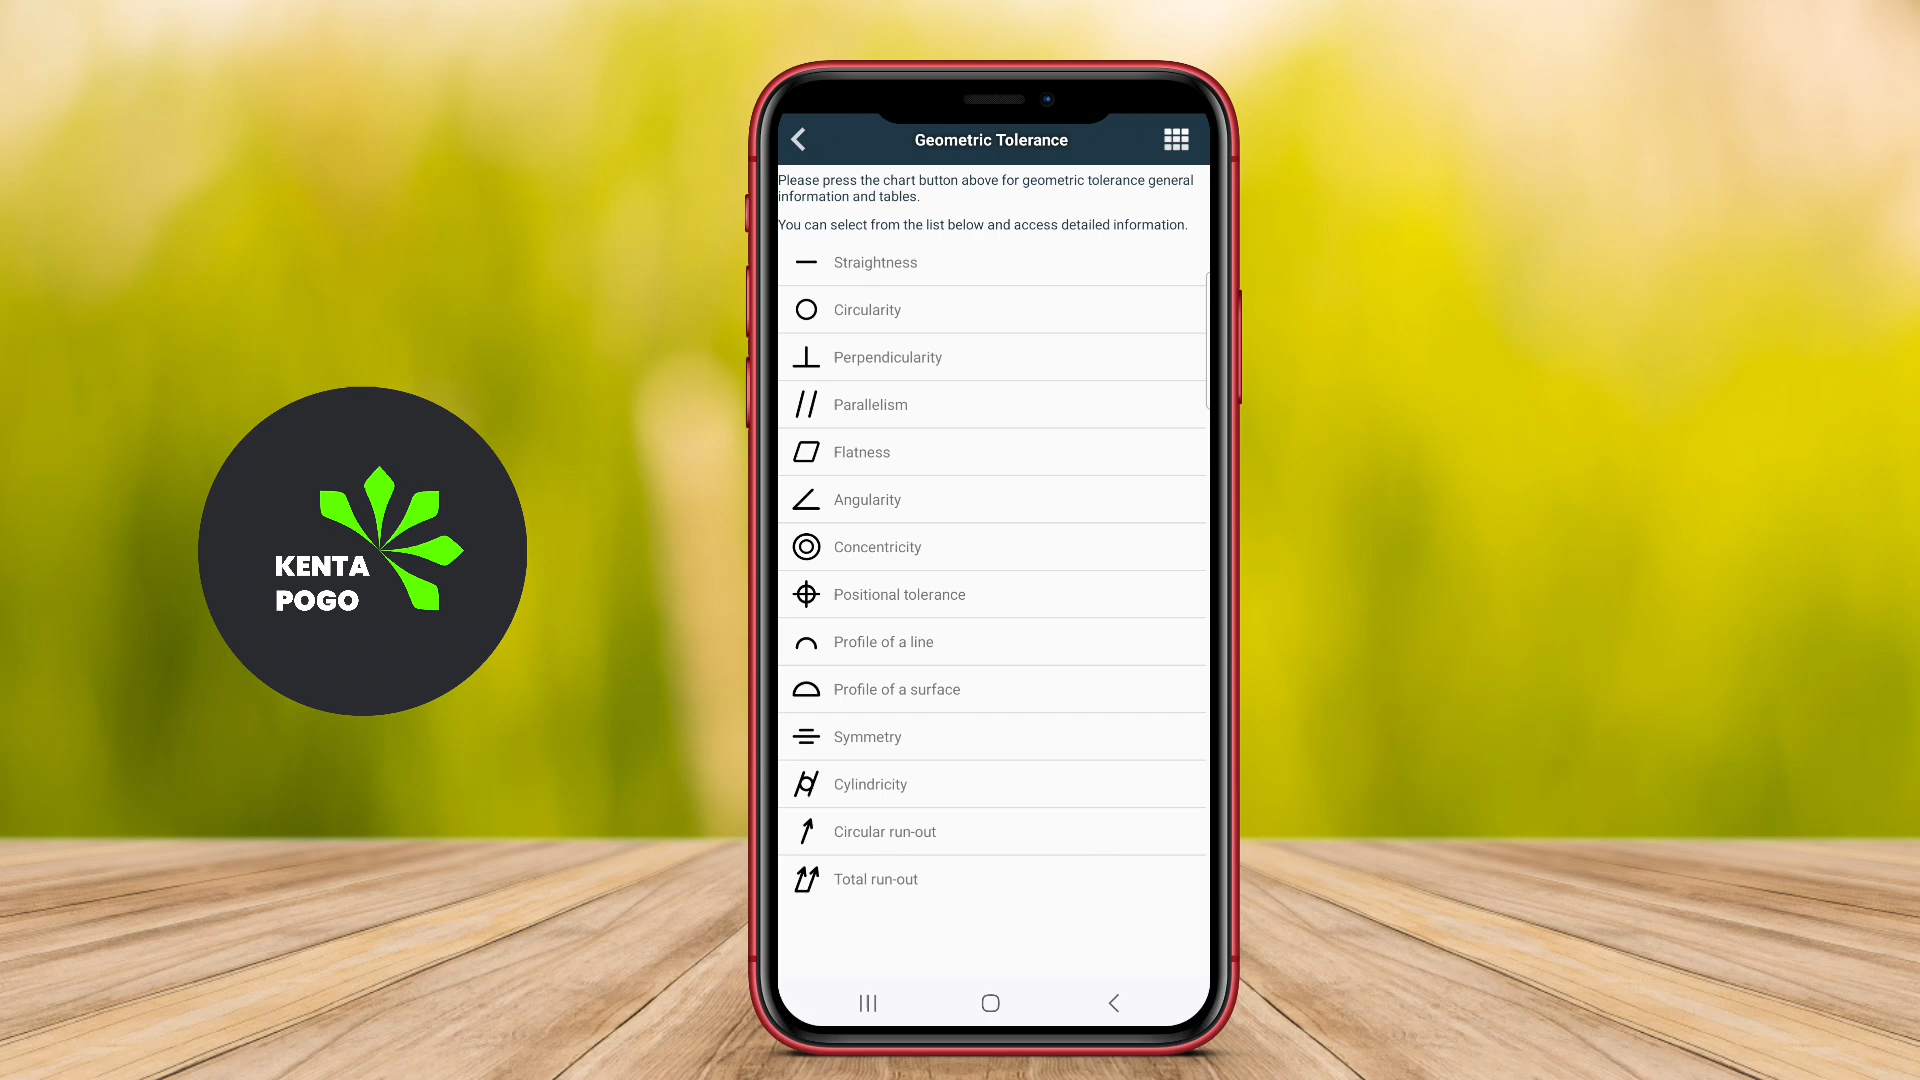 Geometric Tolerance
Please press the chart button above for geometric tolerance general
information and tables.
You can select from the list below and access detailed information.
Straightness
Circularity
Perpendicularity
Parallelism
Flatness
Angularity
Concentricity
Positional tolerance
Profile of a line
Profile of a surface
Symmetry
Cylindricity
Circular run-out
Total run-out
KENTA
POGO